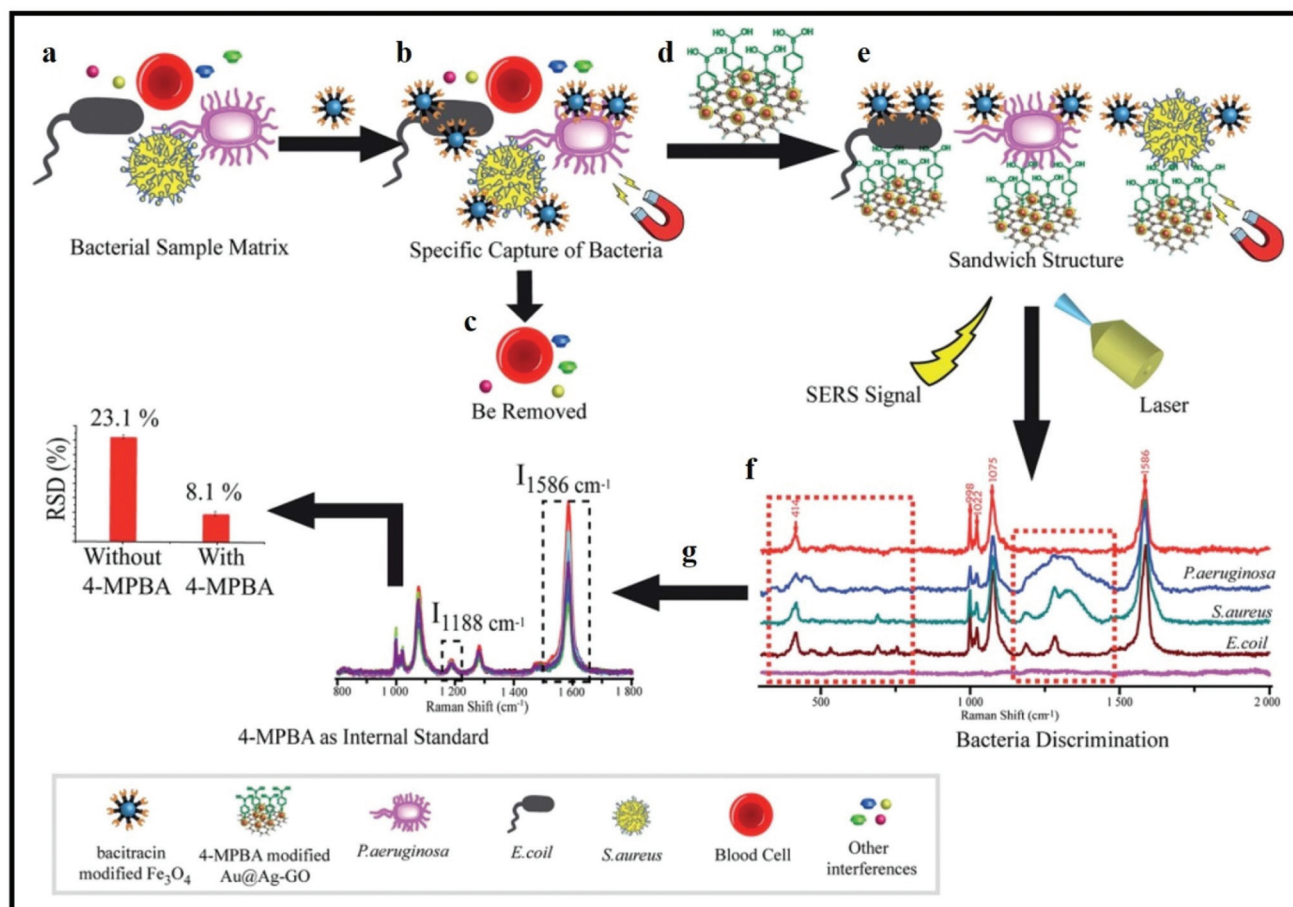 a
b
d
e
Bacterial Sample Matrix
Specific Capture of Bacteria
Sandwich Structure
c
Be Removed
SERS Signal
Laser
RSD (%)
23.1 %
8.1 %
Without
4-MPBA
With
4-MPBA
I1586 cm-1
I1188 cm-1
800
1 000
1 200
1 400
1 600
1 800
Raman Shift (cm-1)
4-MPBA as Internal Standard
g
f
414
998
1022
1075
1586
P.aeruginosa
S.aureus
E.coil
500
1 000
1 500
2 000
Raman Shift (cm-1)
Bacteria Discrimination
bacitracin
modified Fe3O4
4-MPBA modified
Au@Ag-GO
P.aeruginosa
E.coil
S.aureus
Blood Cell
Other
interferences